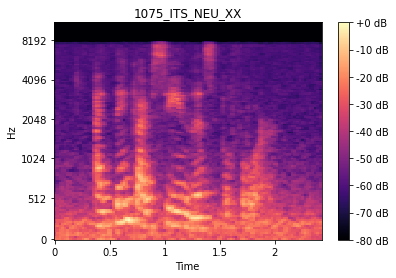 1075_ITS_NEU_XX
8192
4096
2048
1024
512
0
Hz
0
0.5
1
1.5
2
Time
+0 dB
-10 dB
-20 dB
-30 dB
-40 dB
-50 dB
-60 dB
-70 dB
-80 dB